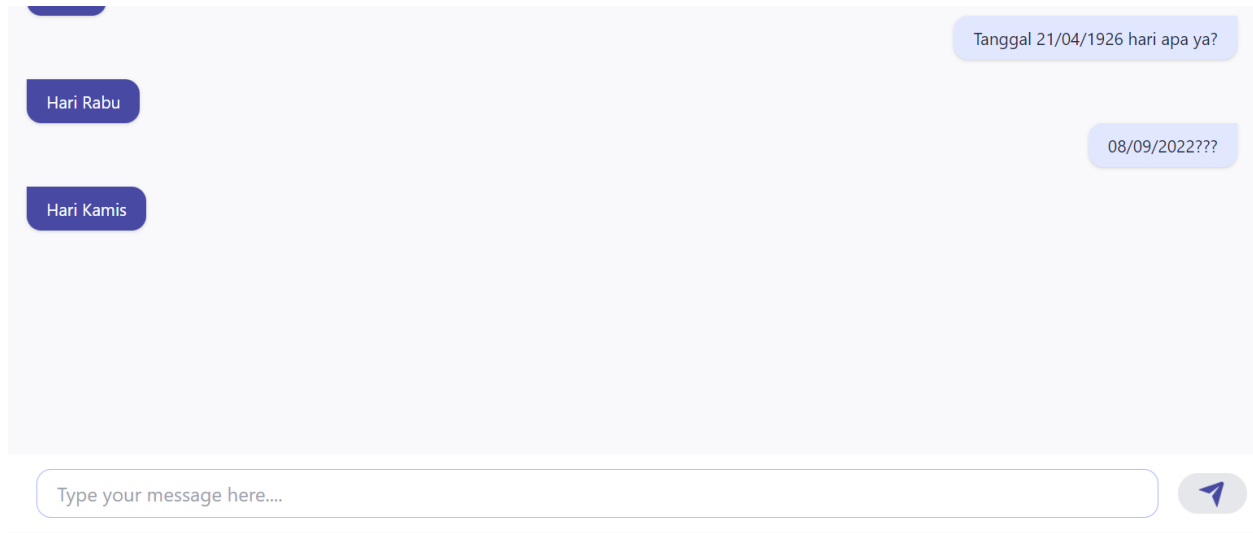 Tanggal 21/04/1926 hari apa ya?
Hari Rabu
08/09/2022???
Hari Kamis
Type your message here....